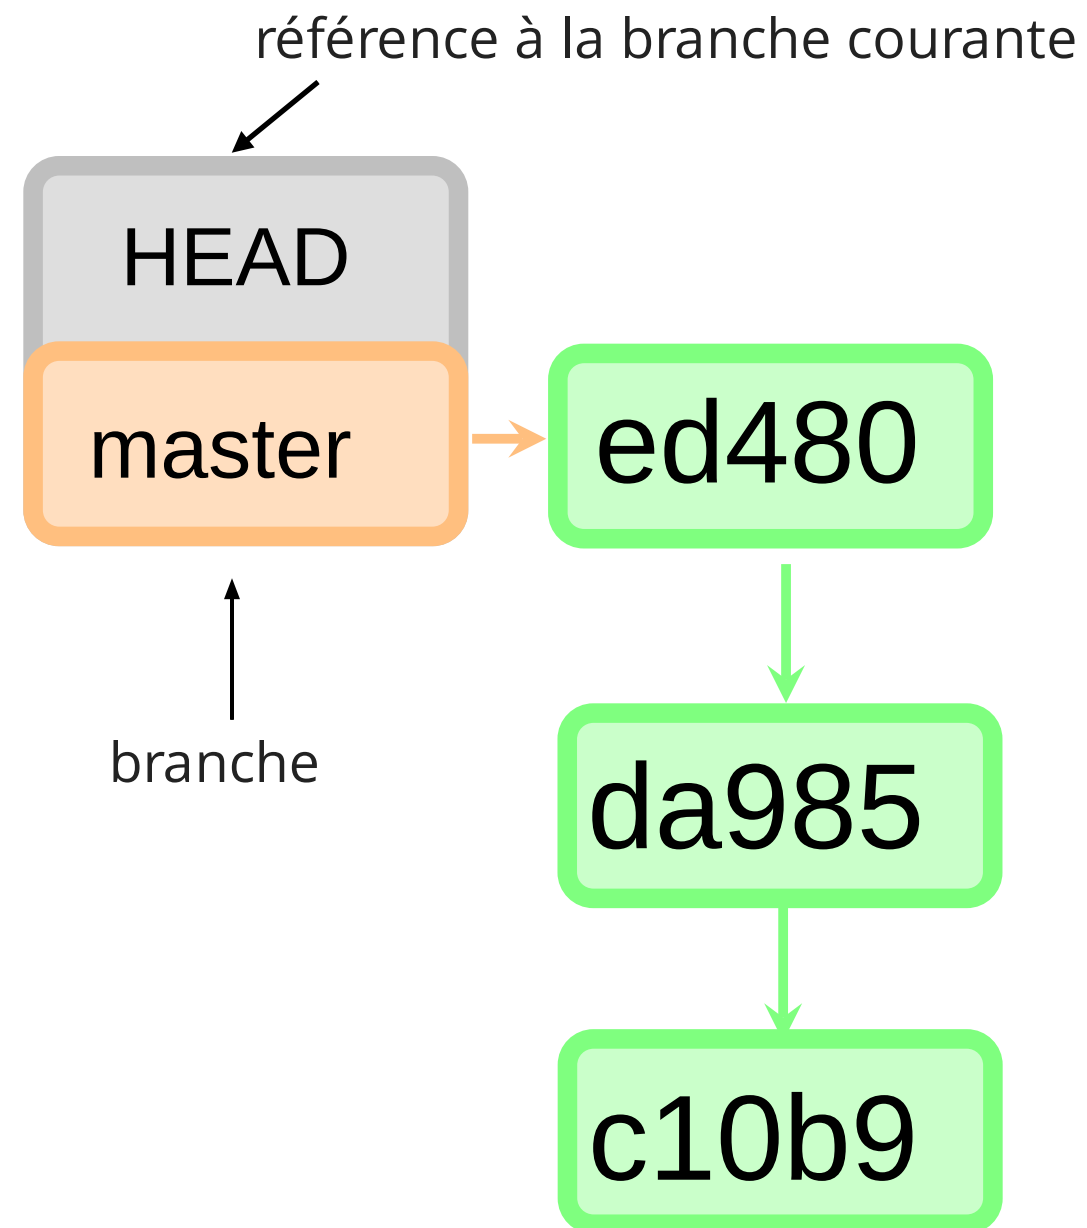 référence à la branche courante
HEAD
master
ed480
branche
da985
c10b9